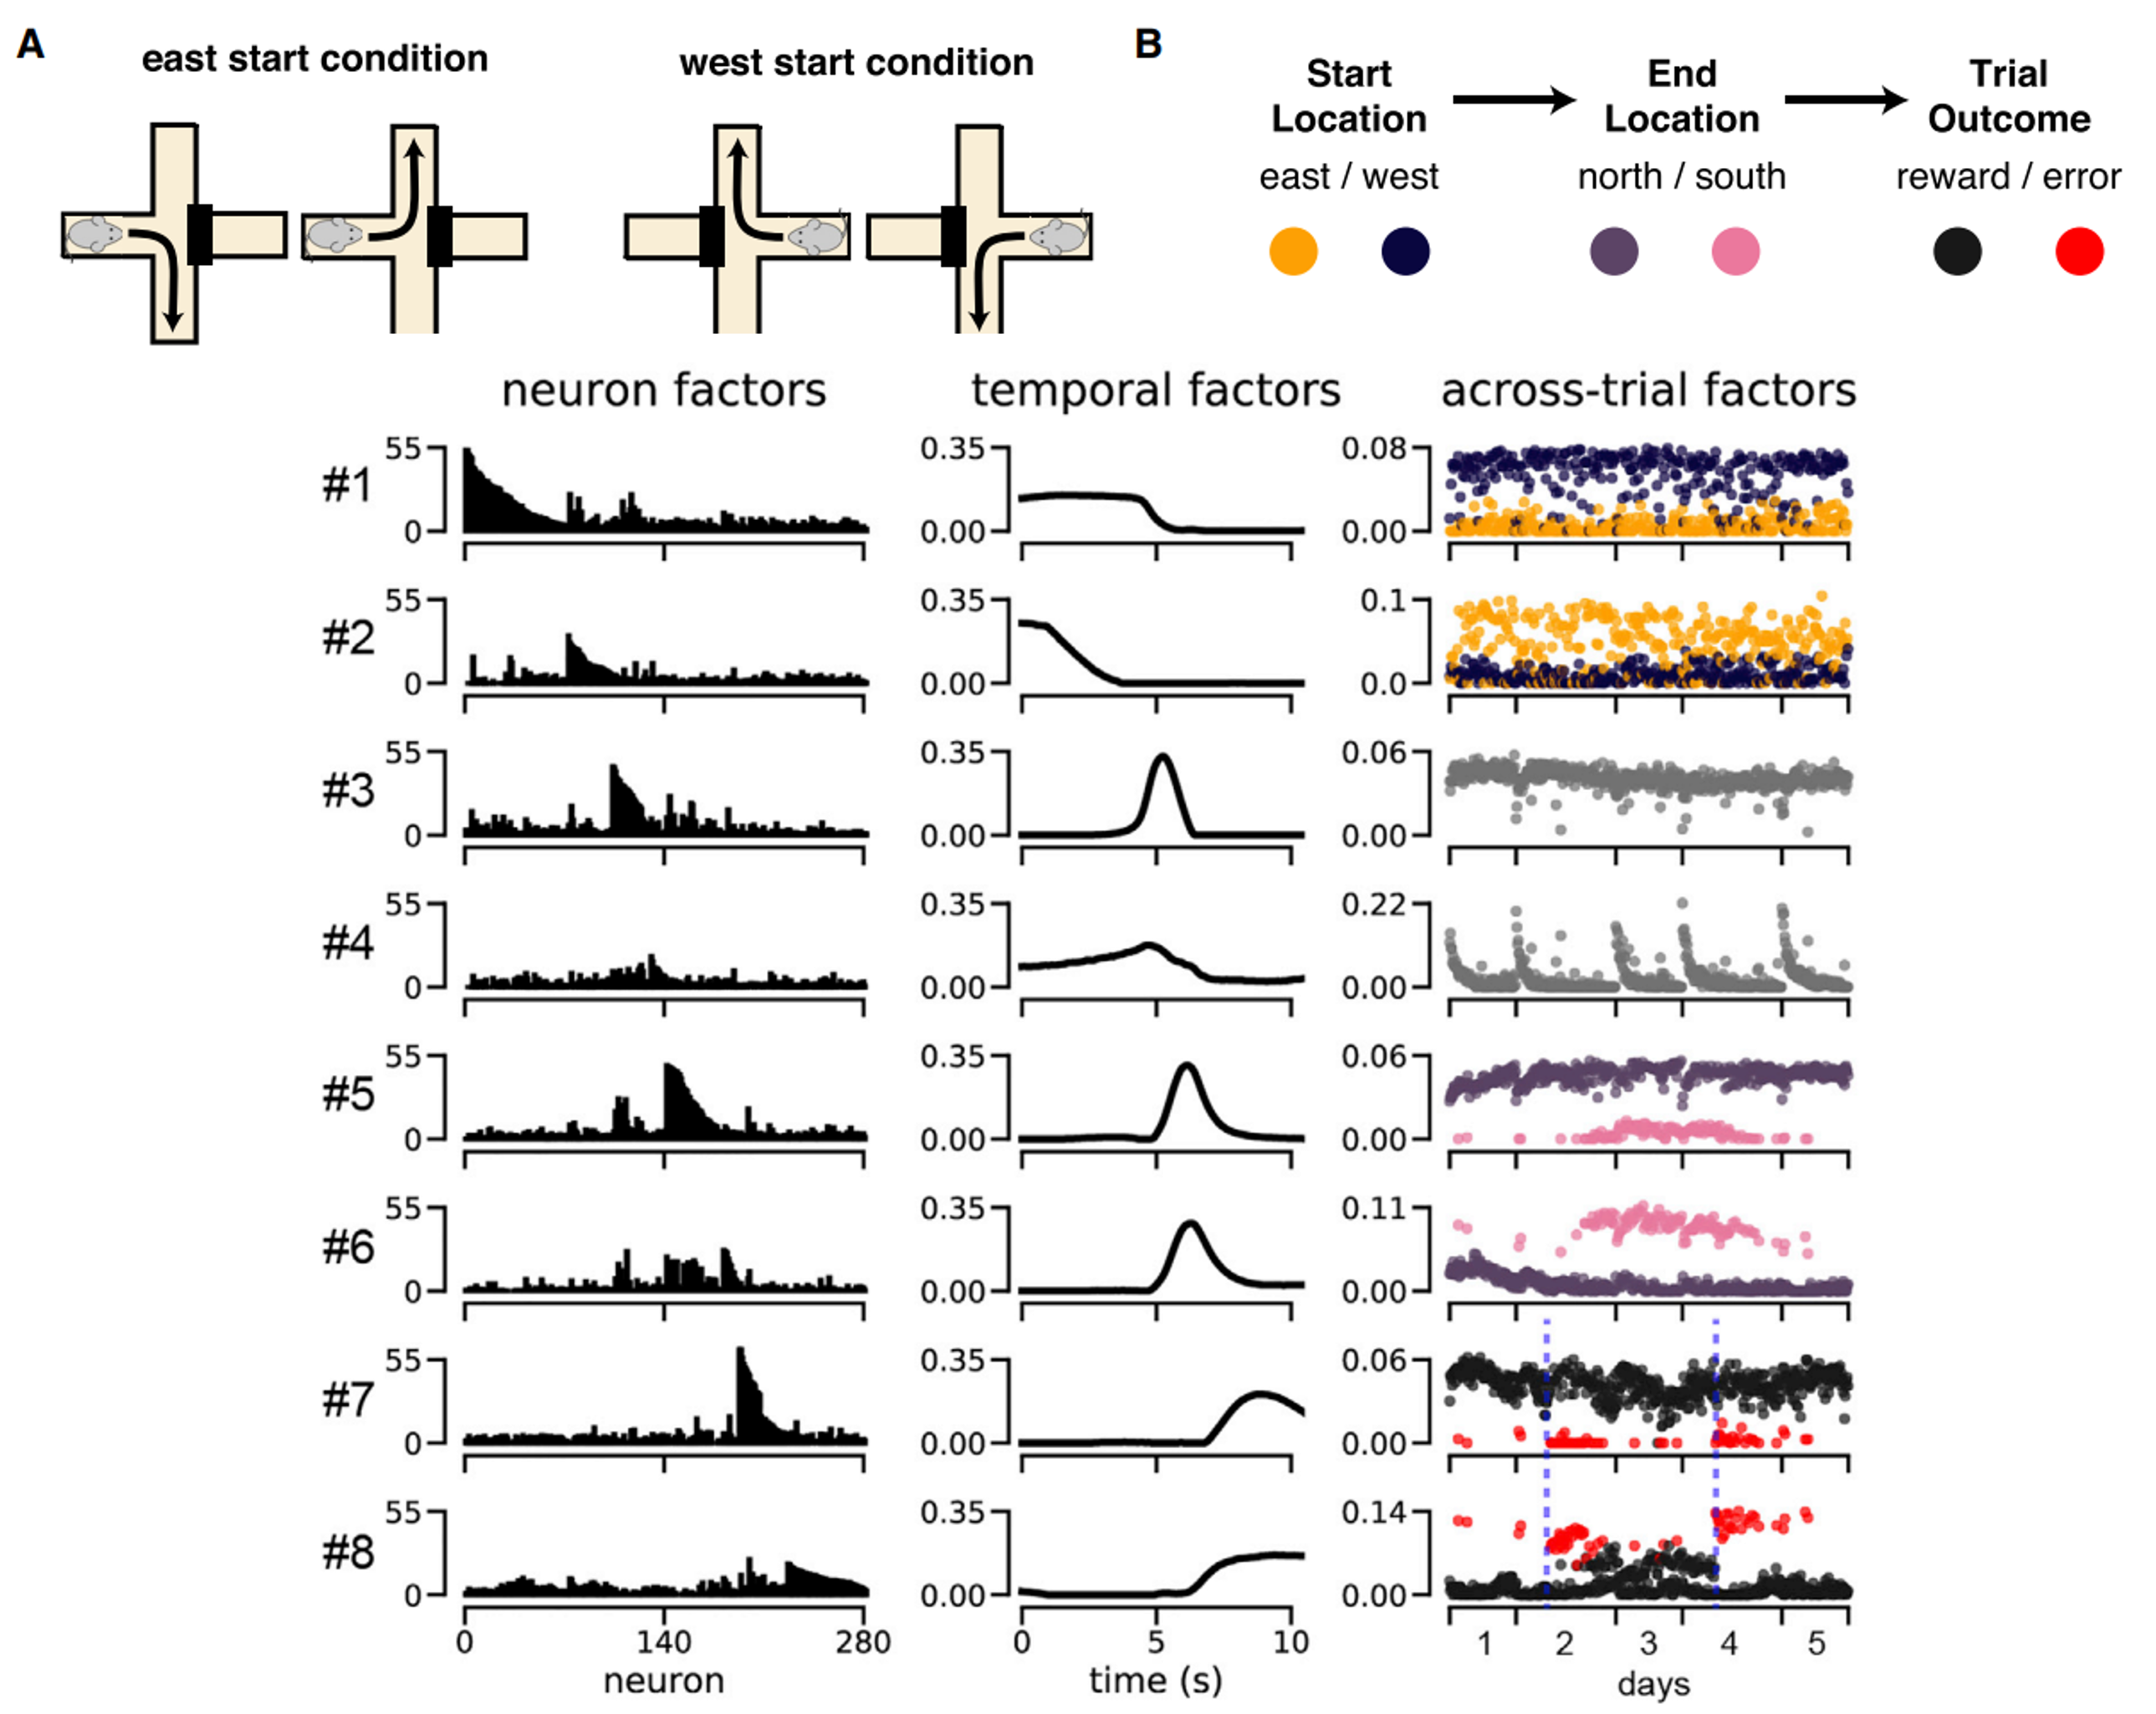 A
east start condition
west start condition
B
Start Location
End Location
Trial Outcome
east / west
north / south
reward / error
neuron factors
temporal factors
across-trial factors
#1
55
0
0.35
0.00
0.08
0.00
#2
55
0
0.35
0.00
0.1
0.0
#3
55
0
0.35
0.00
0.06
0.00
#4
55
0
0.35
0.00
0.22
0.00
#5
55
0
0.35
0.00
0.06
0.00
#6
55
0
0.35
0.00
0.11
0.00
#7
55
0
0.35
0.00
0.06
0.00
#8
55
0
0.35
0.00
0.14
0.00
0 140 280
neuron
0 5 10
time (s)
1 2 3 4 5
days